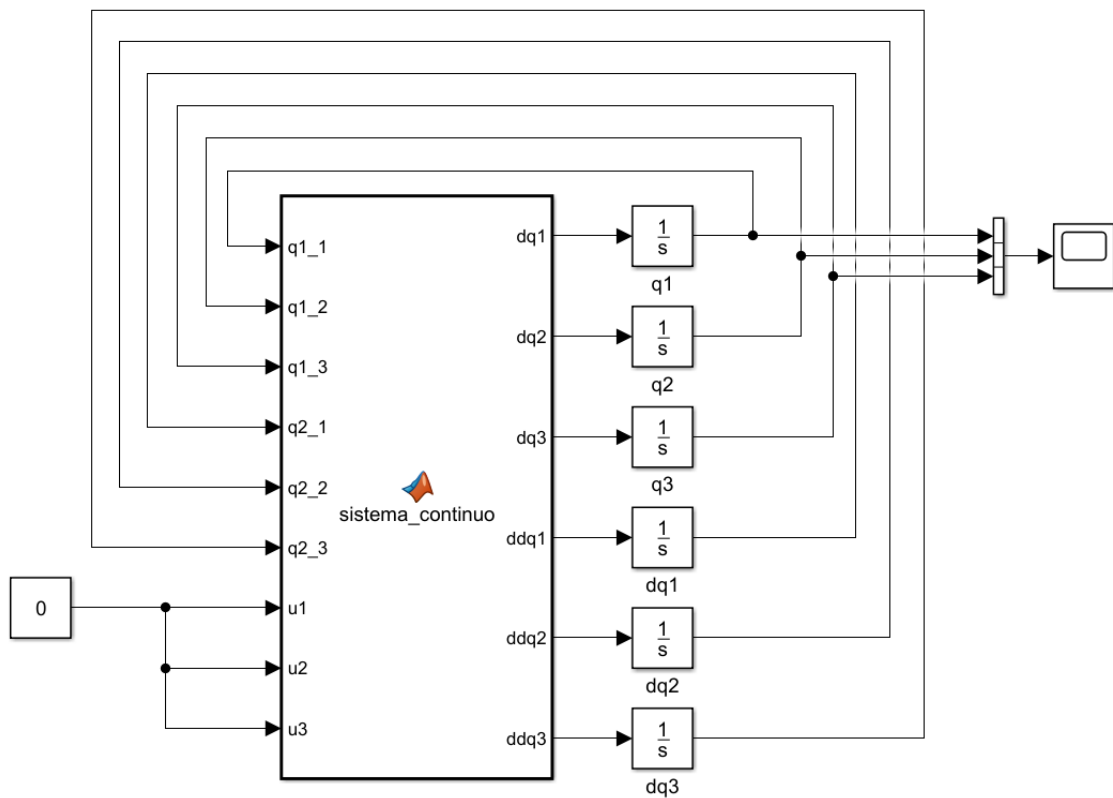 q1_1
q1_2
q1_3
q2_1
q2_2
q2_3
u1
u2
u3
0
sistema_continuo
dq1
dq2
dq3
ddq1
ddq2
ddq3
1
s
q1
1
s
q2
1
s
q3
1
s
dq1
1
s
dq2
1
s
dq3